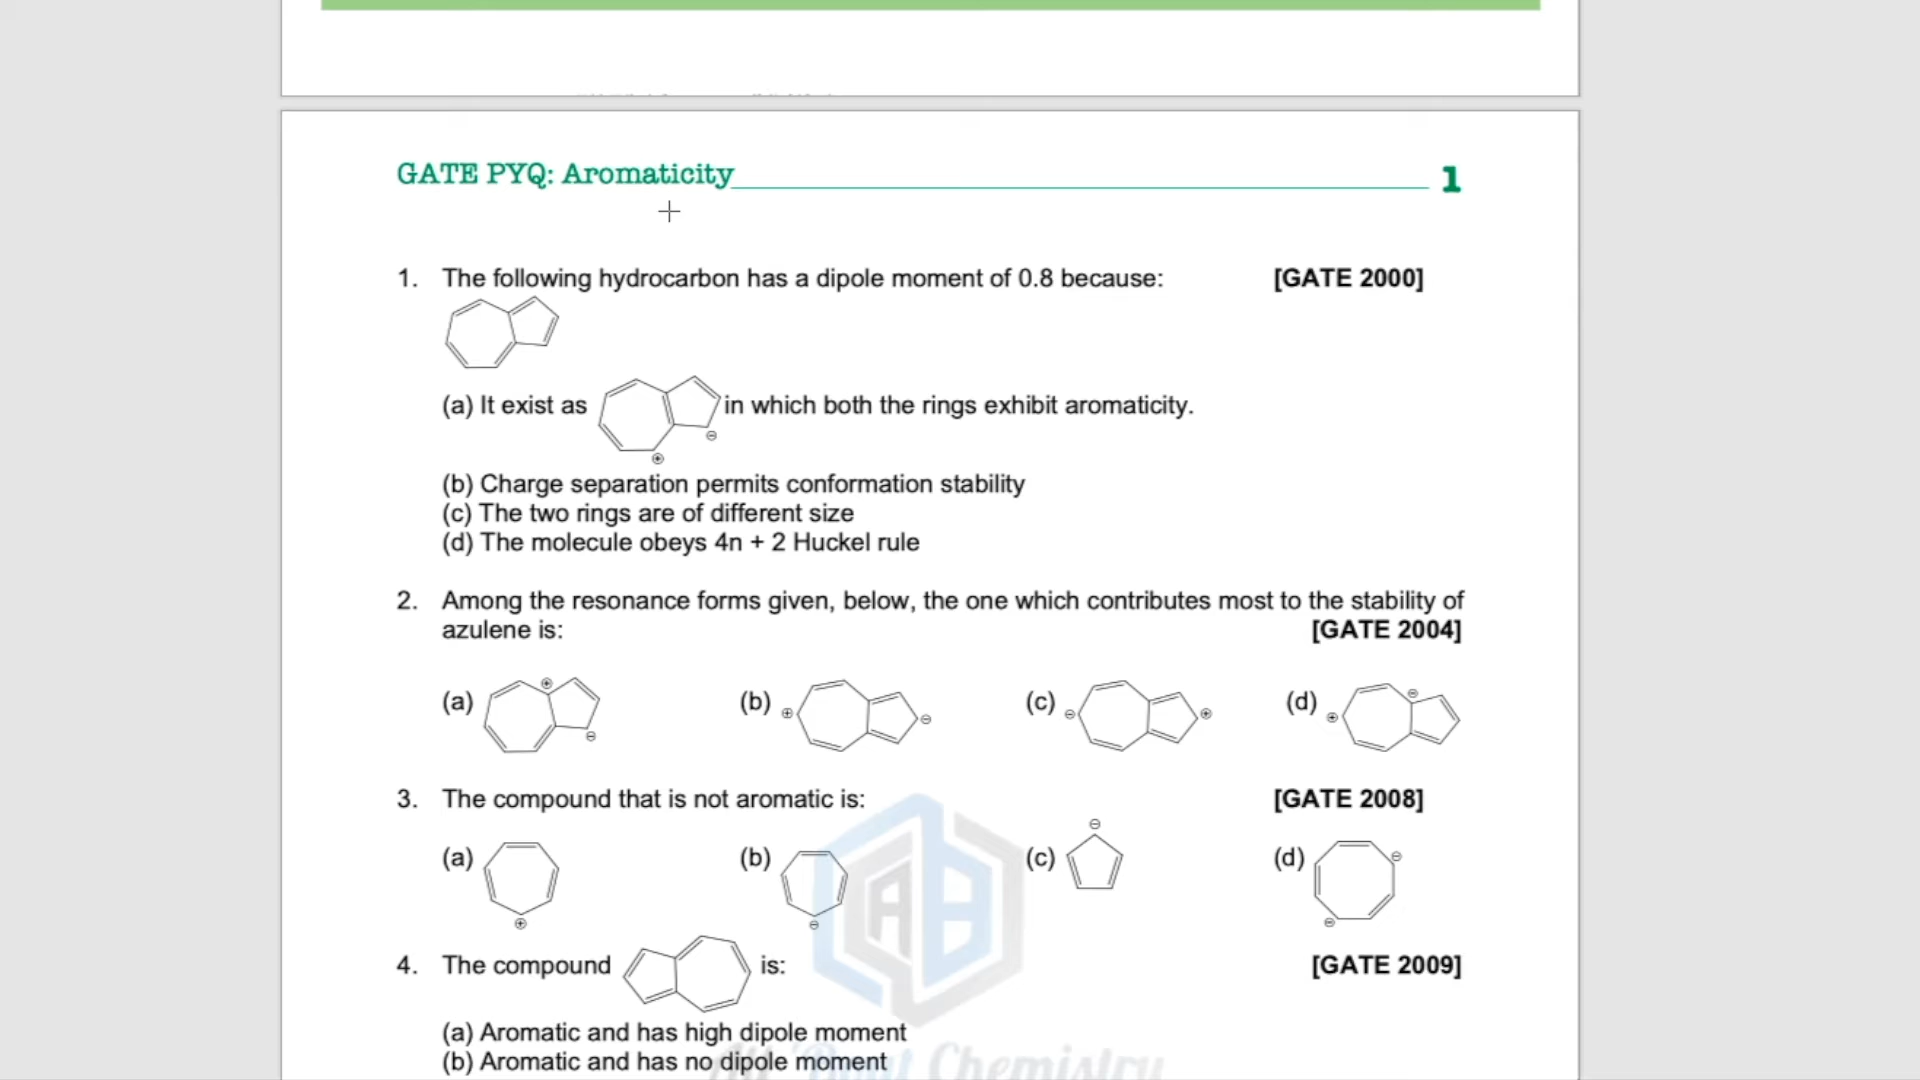 GATE PYQ: Aromaticity 1
1. The following hydrocarbon has a dipole moment of 0.8 because: [GATE 2000]
(a) It exist as in which both the rings exhibit aromaticity.
⊖
⊕
(b) Charge separation permits conformation stability
(c) The two rings are of different size
(d) The molecule obeys 4n + 2 Huckel rule
2. Among the resonance forms given, below, the one which contributes most to the stability of
azulene is: [GATE 2004]
(a) ⊕ ⊖ (b) ⊕ ⊖ (c) ⊖ ⊕ (d) ⊕ ⊖
3. The compound that is not aromatic is: [GATE 2008]
(a) ⊕ (b) ⊖ (c) ⊖ (d) ⊖ ⊖
4. The compound is: [GATE 2009]
(a) Aromatic and has high dipole moment
(b) Aromatic and has no dipole moment
All 'Bout Chemistry